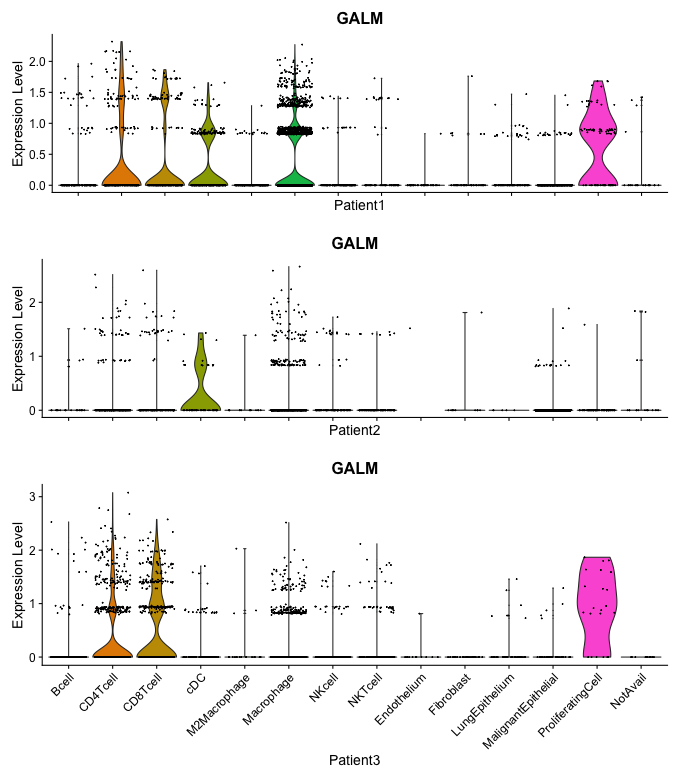 GALM
Expression Level
2.0
1.5
1.0
0.5
0.0
Patient1
GALM
Expression Level
2
1
0
Patient2
GALM
Expression Level
3
2
1
0
Bcell
CD4Tcell
CD8Tcell
cDC
M2Macrophage
Macrophage
NKcell
NKTcell
Endothelium
Fibroblast
LungEpithelium
MalignantEpithelial
ProliferatingCell
NotAvail
Patient3